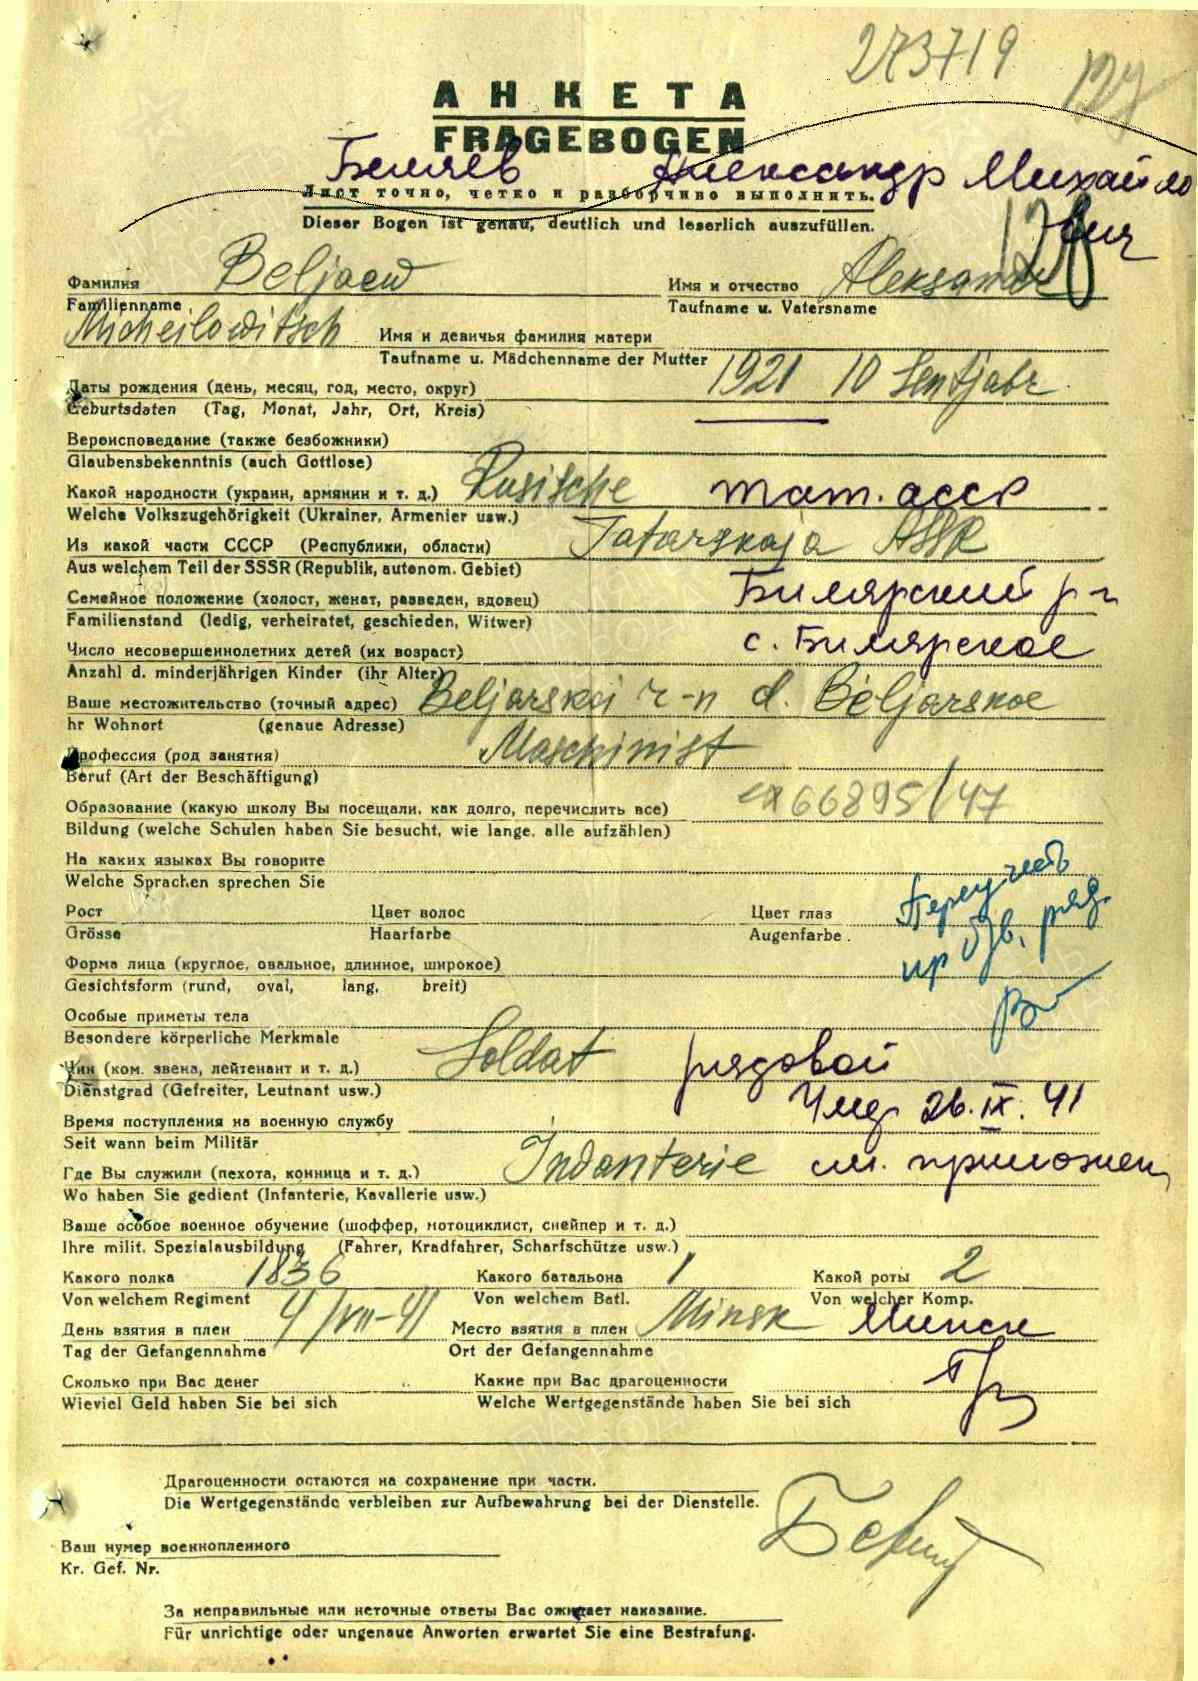 273719
АНКЕТА
FRAGEBOGEN
Беляев Александр Михайло
вич
Лист точно, четко и разборчиво выполнить.
Dieser Bogen ist genau, deutlich und leserlich auszufüllen.
Фамилия Beljaew Имя и отчество Aleksandr
Familienname Taufname u. Vatersname
Micheilowitsch Имя и девичья фамилия матери
Taufname u. Mädchenname der Mutter
Даты рождения (день, месяц, год, место, округ) 1921 10 Sentjabr
Geburtsdaten (Tag, Monat, Jahr, Ort, Kreis)
Вероисповедание (также безбожники)
Glaubensbekenntnis (auch Gottlose)
Какой народности (украин, армянин и т. д.) Rusische тат. асср
Welche Volkszugehörigkeit (Ukrainer, Armenier usw.)
Из какой части СССР (Республики, области) Tatarskaja ASSR
Aus welchem Teil der SSSR (Republik, autonom. Gebiet)
Семейное положение (холост, женат, разведен, вдовец) Билярский р-н
Familienstand (ledig, verheiratet, geschieden, Witwer)
Число несовершеннолетних детей (их возраст) с. Билярское
Anzahl d. minderjährigen Kinder (ihr Alter)
Ваше местожительство (точный адрес) Beljarskoi r-n d. Beljarskoe
hr Wohnort (genaue Adresse)
Профессия (род занятия) Maschinist
Beruf (Art der Beschäftigung)
Образование (какую школу Вы посещали, как долго, перечислить все) 66895/47
Bildung (welche Schulen haben Sie besucht, wie lange, alle aufzählen)
На каких языках Вы говорите
Welche Sprachen sprechen Sie
Переучесть
Рост Цвет волос Цвет глаз
Grösse Haarfarbe Augenfarbe.
пр б/зв. ряд.
Форма лица (круглое, овальное, длинное, широкое)
Gesichtsform (rund, oval, lang, breit)
Особые приметы тела
Besondere körperliche Merkmale
Чин (ком. звена, лейтенант и т. д.) Soldat рядовой
Dienstgrad (Gefreiter, Leutnant usw.)
26.IX.41
Время поступления на военную службу
Seit wann beim Militär
Где Вы служили (пехота, конница и т. д.) Infanterie см. приложен
Wo haben Sie gedient (Infanterie, Kavallerie usw.)
Ваше особое военное обучение (шоффер, мотоциклист, снейпер и т. д.)
Ihre milit. Spezialausbildung (Fahrer, Kradfahrer, Scharfschütze usw.)
Какого полка 1836 Какого батальона 1 Какой роты 2
Von welchem Regiment Von welchem Batl. Von welcher Komp.
День взятия в плен 4/VII-41 Место взятия в плен Minsk Минск
Tag der Gefangennahme Ort der Gefangennahme
Сколько при Вас денег Какие при Вас драгоценности
Wieviel Geld haben Sie bei sich Welche Wertgegenstände haben Sie bei sich
Драгоценности остаются на сохранение при части.
Die Wertgegenstände verbleiben zur Aufbewahrung bei der Dienstelle.
Ваш нумер военнопленного
Kr. Gef. Nr.
За неправильные или неточные ответы Вас ожидает наказание.
Für unrichtige oder ungenaue Anworten erwartet Sie eine Bestrafung.